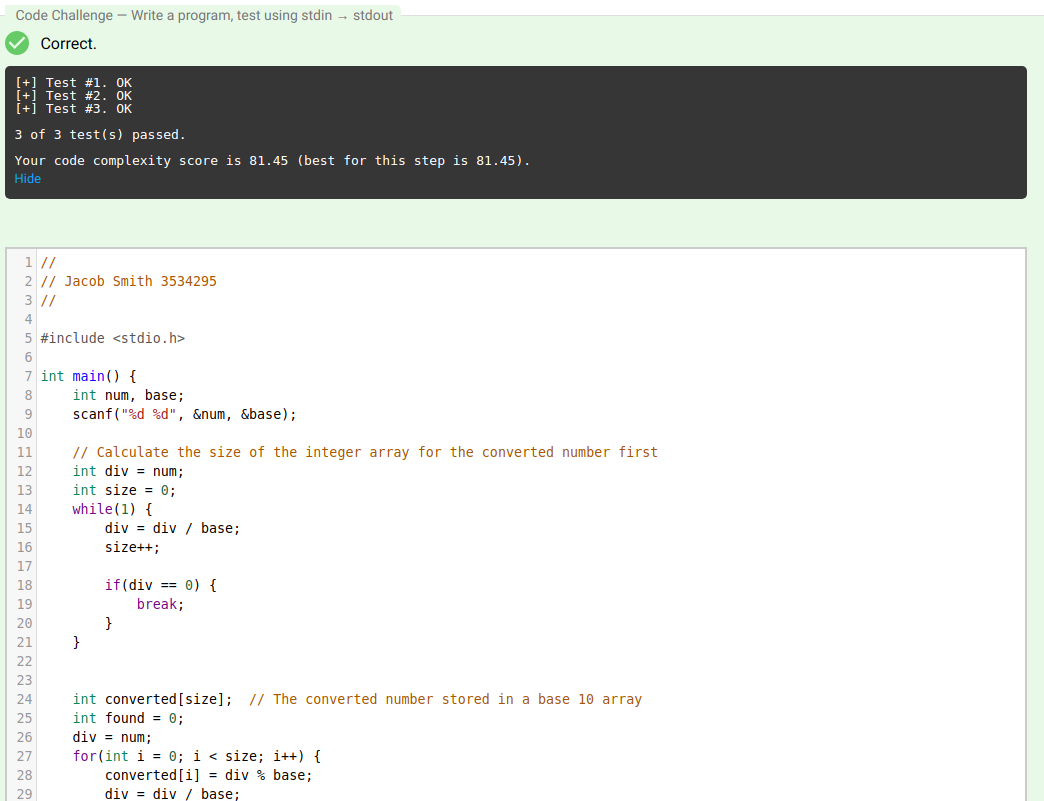 Code Challenge — Write a program, test using stdin → stdout
Correct.
[+] Test #1. OK
[+] Test #2. OK
[+] Test #3. OK
3 of 3 test(s) passed.
Your code complexity score is 81.45 (best for this step is 81.45).
Hide
1 //
2 // Jacob Smith 3534295
3 //
4
5 #include <stdio.h>
6
7 int main() {
8     int num, base;
9     scanf("%d %d", &num, &base);
10
11     // Calculate the size of the integer array for the converted number first
12     int div = num;
13     int size = 0;
14     while(1) {
15         div = div / base;
16         size++;
17
18         if(div == 0) {
19             break;
20         }
21     }
22
23
24     int converted[size];  // The converted number stored in a base 10 array
25     int found = 0;
26     div = num;
27     for(int i = 0; i < size; i++) {
28         converted[i] = div % base;
29         div = div / base;